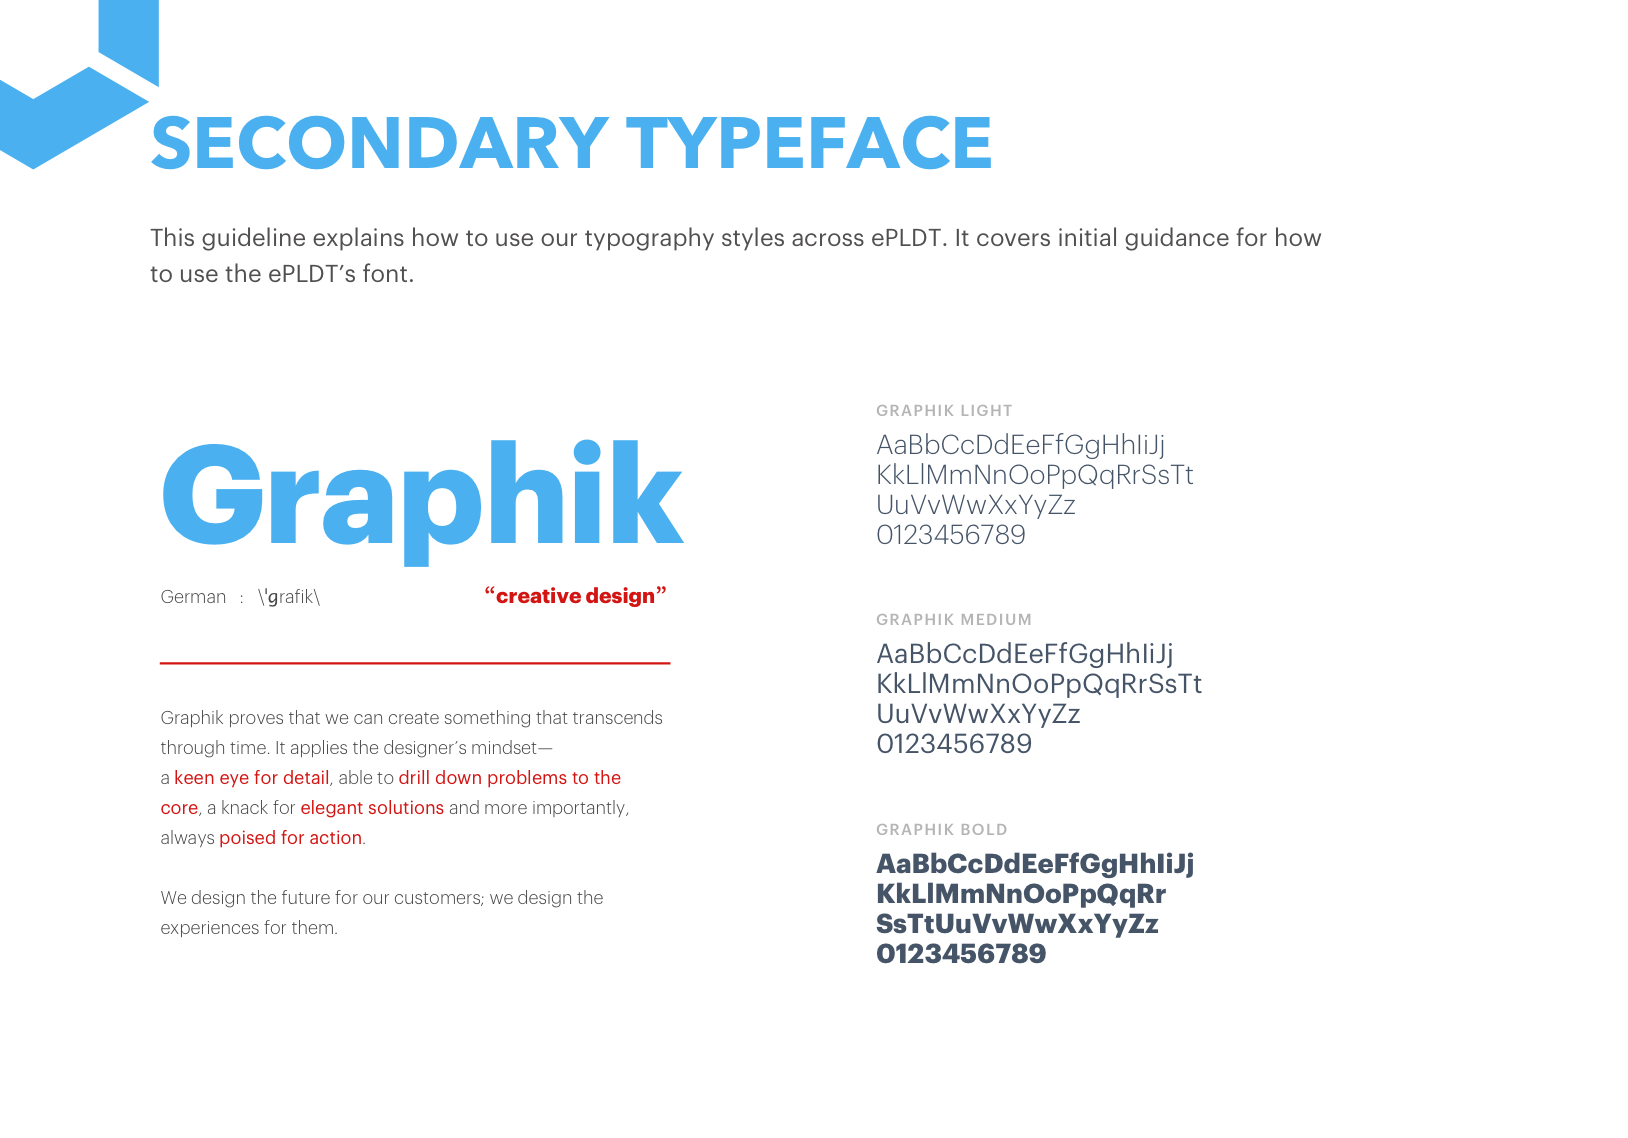 SECONDARY TYPEFACE
This guideline explains how to use our typography styles across ePLDT. It covers initial guidance for how
to use the ePLDT’s font.
Graphik
German : \ˈgrafik\ “creative design”
Graphik proves that we can create something that transcends
through time. It applies the designer’s mindset—
a keen eye for detail, able to drill down problems to the
core, a knack for elegant solutions and more importantly,
always poised for action.
We design the future for our customers; we design the
experiences for them.
GRAPHIK LIGHT
AaBbCcDdEeFfGgHhIiJj
KkLlMmNnOoPpQqRrSsTt
UuVvWwXxYyZz
0123456789
GRAPHIK MEDIUM
AaBbCcDdEeFfGgHhIiJj
KkLlMmNnOoPpQqRrSsTt
UuVvWwXxYyZz
0123456789
GRAPHIK BOLD
AaBbCcDdEeFfGgHhIiJj
KkLlMmNnOoPpQqRr
SsTtUuVvWwXxYyZz
0123456789